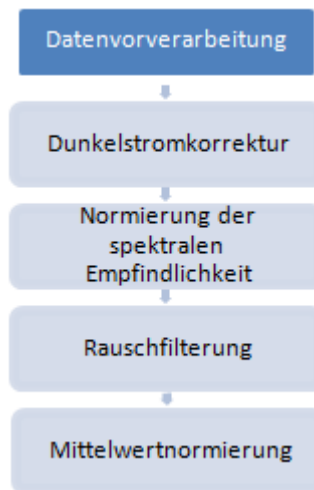 Datenvorverarbeitung
Dunkelstromkorrektur
Normierung der
spektralen
Empfindlichkeit
Rauschfilterung
Mittelwertnormierung